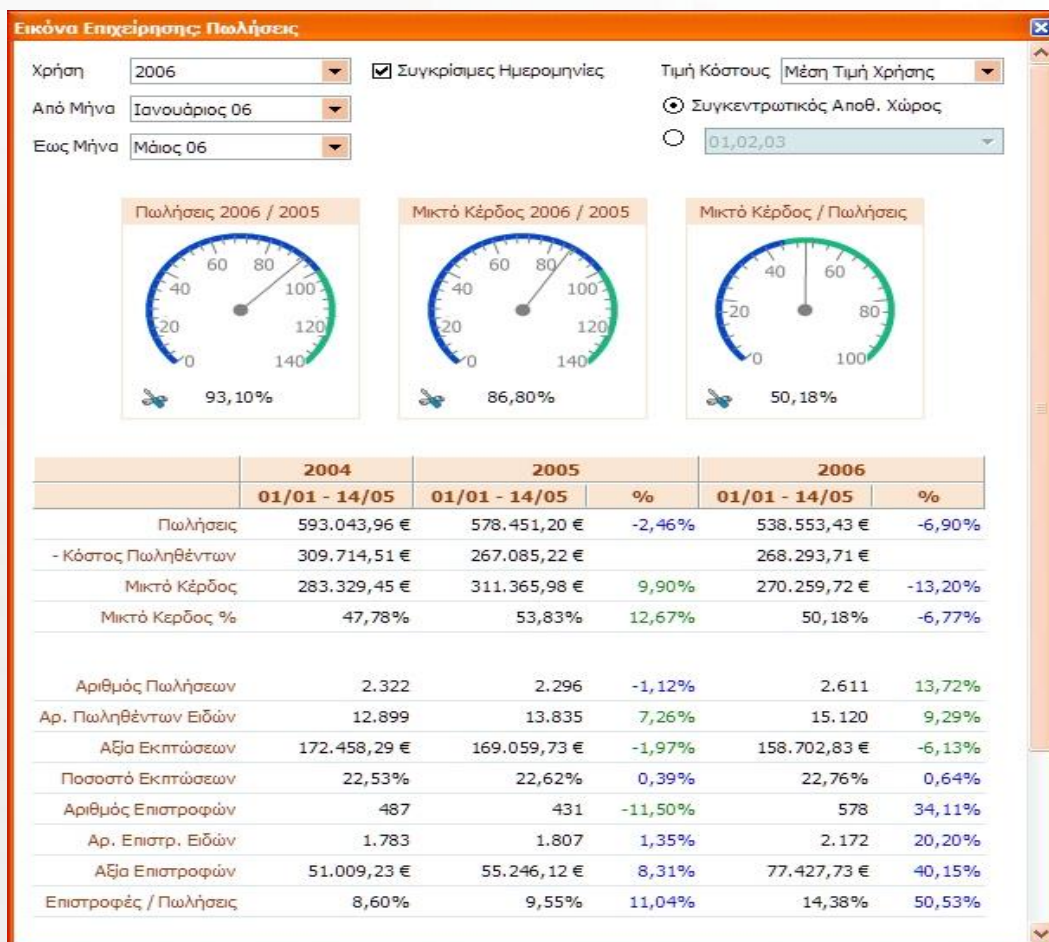 Εικόνα Επιχείρησης: Πωλήσεις
Χρήση 2006 Συγκρίσιμες Ημερομηνίες Τιμή Κόστους Μέση Τιμή Χρήσης
Από Μήνα Ιανουάριος 06 Συγκεντρωτικός Αποθ. Χώρος
Έως Μήνα Μάιος 06 01,02,03
Πωλήσεις 2006 / 2005 Μικτό Κέρδος 2006 / 2005 Μικτό Κέρδος / Πωλήσεις
0 20 40 60 80 100 120 140 0 20 40 60 80 100 120 140 0 20 40 60 80 100
93,10% 86,80% 50,18%
2004 2005 2006
01/01 - 14/05 01/01 - 14/05 % 01/01 - 14/05 %
Πωλήσεις 593.043,96 € 578.451,20 € -2,46% 538.553,43 € -6,90%
- Κόστος Πωληθέντων 309.714,51 € 267.085,22 € 268.293,71 €
Μικτό Κέρδος 283.329,45 € 311.365,98 € 9,90% 270.259,72 € -13,20%
Μικτό Κερδος % 47,78% 53,83% 12,67% 50,18% -6,77%
Αριθμός Πωλήσεων 2.322 2.296 -1,12% 2.611 13,72%
Αρ. Πωληθέντων Ειδών 12.899 13.835 7,26% 15.120 9,29%
Αξία Εκπτώσεων 172.458,29 € 169.059,73 € -1,97% 158.702,83 € -6,13%
Ποσοστό Εκπτώσεων 22,53% 22,62% 0,39% 22,76% 0,64%
Αριθμός Επιστροφών 487 431 -11,50% 578 34,11%
Αρ. Επιστρ. Ειδών 1.783 1.807 1,35% 2.172 20,20%
Αξία Επιστροφών 51.009,23 € 55.246,12 € 8,31% 77.427,73 € 40,15%
Επιστροφές / Πωλήσεις 8,60% 9,55% 11,04% 14,38% 50,53%